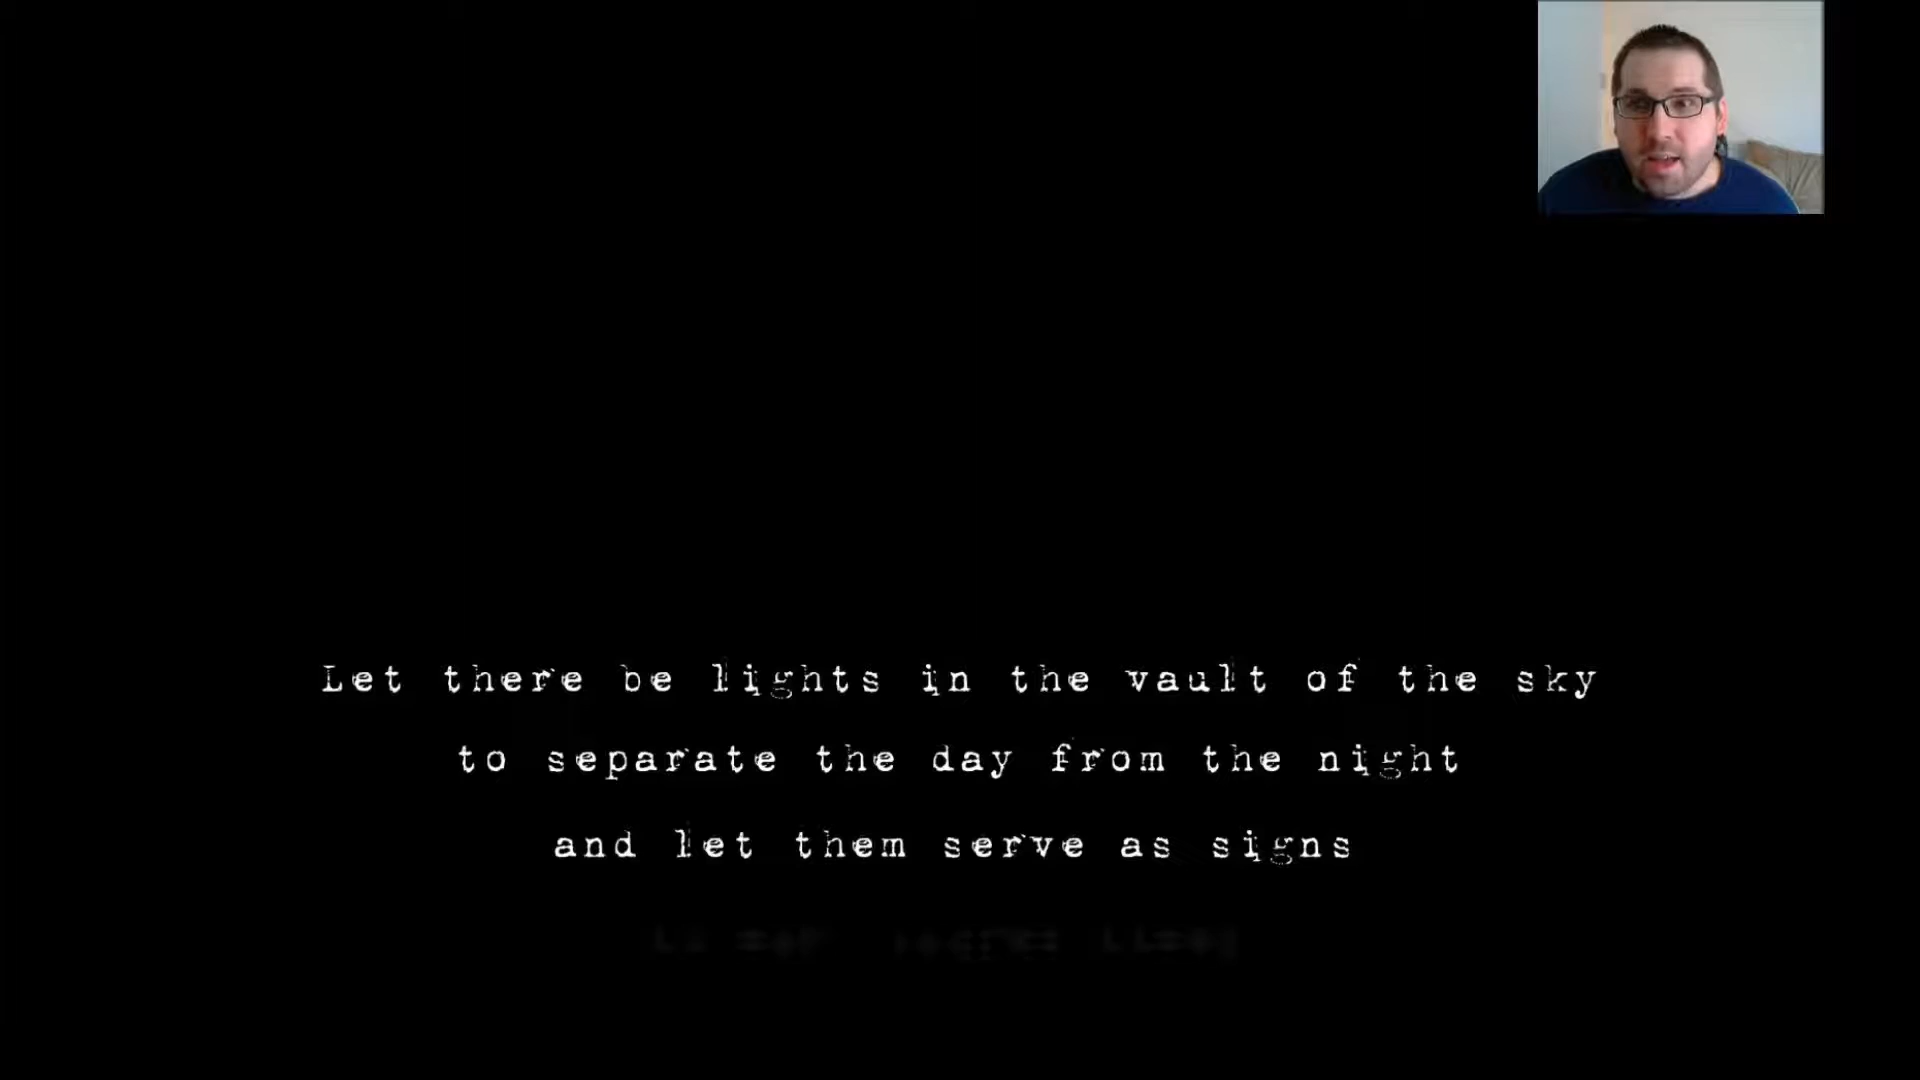 Let there be lights in the vault of the sky
to separate the day from the night
and let them serve as signs